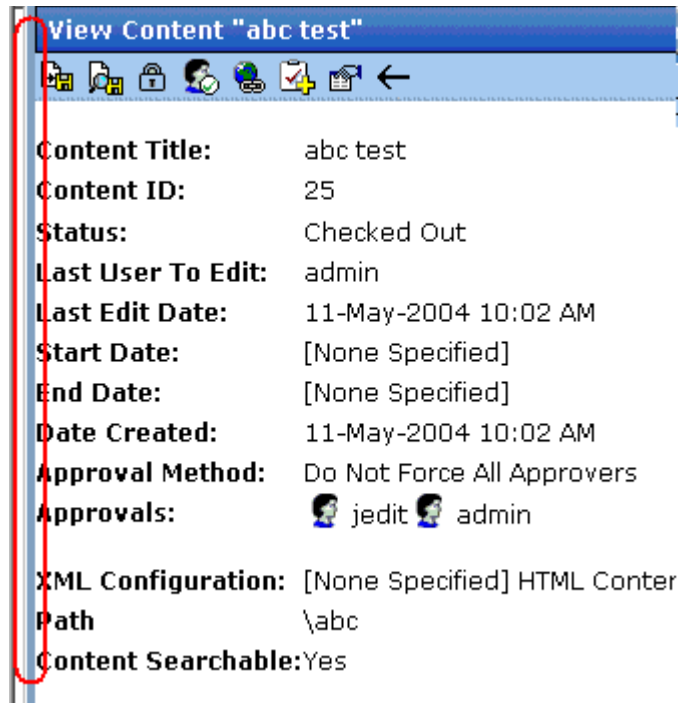 View Content "abc test"
Content Title: abc test
Content ID: 25
Status: Checked Out
Last User To Edit: admin
Last Edit Date: 11-May-2004 10:02 AM
Start Date: [None Specified]
End Date: [None Specified]
Date Created: 11-May-2004 10:02 AM
Approval Method: Do Not Force All Approvers
Approvals: jedit admin
XML Configuration: [None Specified] HTML Conter
Path \abc
Content Searchable:Yes